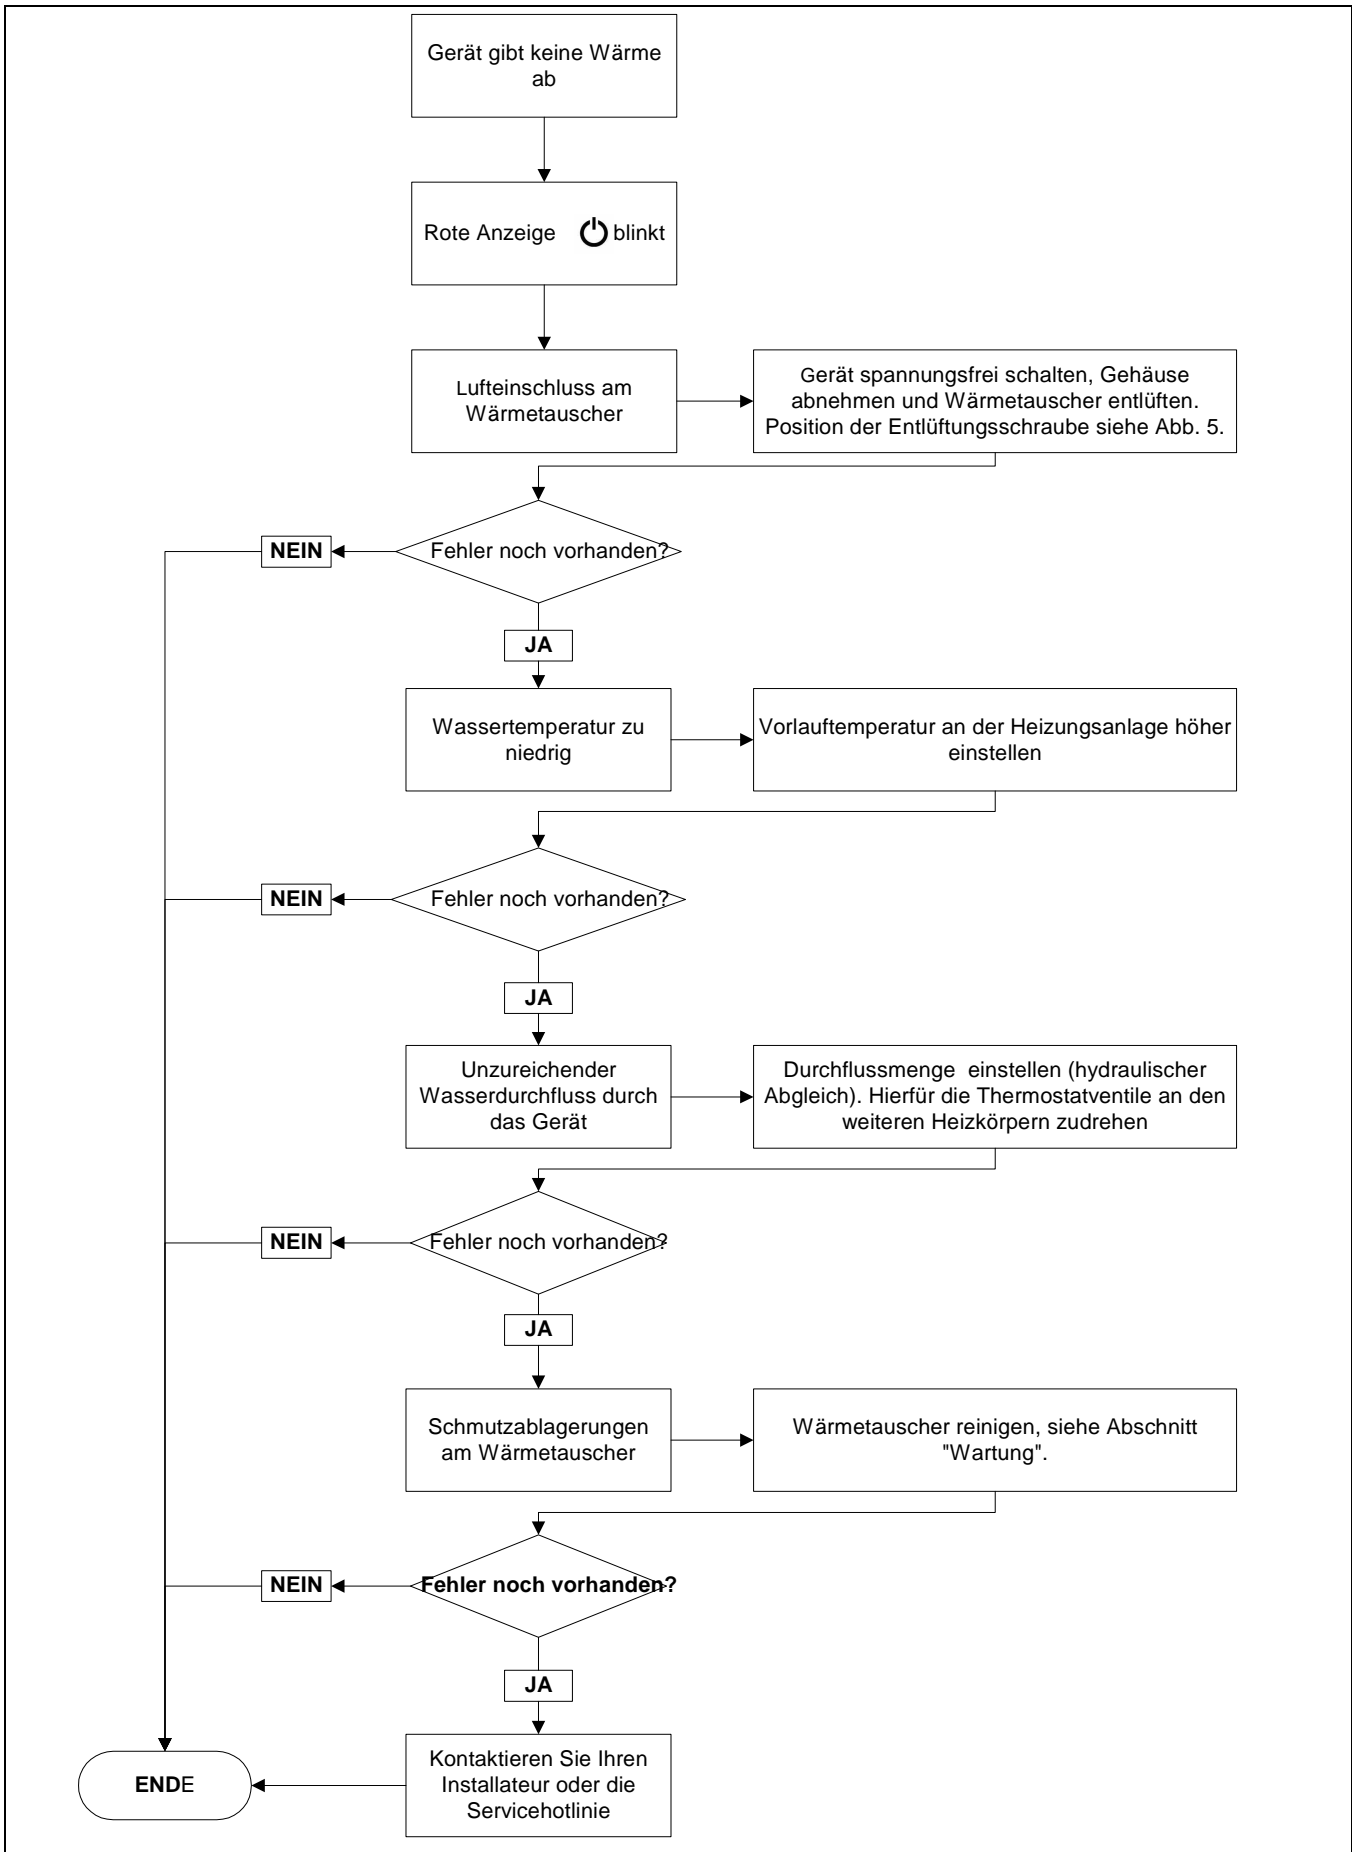 Gerät gibt keine Wärme
ab
Rote Anzeige blinkt
Lufteinschluss am
Wärmetauscher
Gerät spannungsfrei schalten, Gehäuse
abnehmen und Wärmetauscher entlüften.
Position der Entlüftungsschraube siehe Abb. 5.
NEIN
Fehler noch vorhanden?
JA
Wassertemperatur zu
niedrig
Vorlauftemperatur an der Heizungsanlage höher
einstellen
NEIN
Fehler noch vorhanden?
JA
Unzureichender
Wasserdurchfluss durch
das Gerät
Durchflussmenge einstellen (hydraulischer
Abgleich). Hierfür die Thermostatventile an den
weiteren Heizkörpern zudrehen
NEIN
Fehler noch vorhanden?
JA
Schmutzablagerungen
am Wärmetauscher
Wärmetauscher reinigen, siehe Abschnitt
"Wartung".
NEIN
Fehler noch vorhanden?
JA
Kontaktieren Sie Ihren
Installateur oder die
Servicehotlinie
ENDE